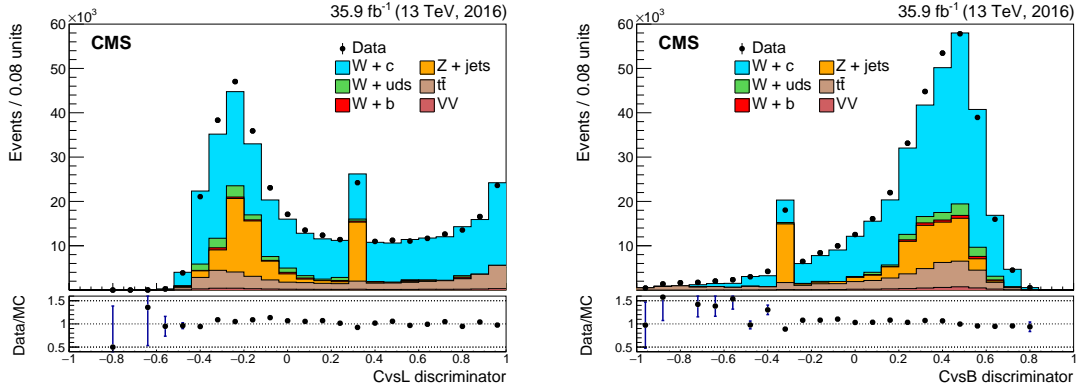 35.9 fb⁻¹ (13 TeV, 2016)
×10³
60
50
40
30
20
10
Events / 0.08 units
CMS
Data
W + c
Z + jets
W + uds
tt̄
W + b
VV
1.5
1
0.5
Data/MC
−1 −0.8 −0.6 −0.4 −0.2 0 0.2 0.4 0.6 0.8 1
CvsL discriminator
35.9 fb⁻¹ (13 TeV, 2016)
×10³
60
50
40
30
20
10
Events / 0.08 units
CMS
Data
W + c
Z + jets
W + uds
tt̄
W + b
VV
1.5
1
0.5
Data/MC
−1 −0.8 −0.6 −0.4 −0.2 0 0.2 0.4 0.6 0.8 1
CvsB discriminator